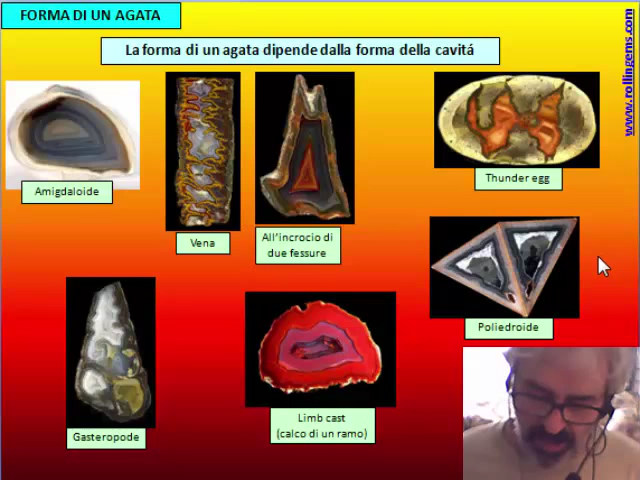 FORMA DI UN AGATA
La forma di un agata dipende dalla forma della cavitá
www.rollingems.com
Amigdaloide
Vena
All'incrocio di
due fessure
Thunder egg
Poliedroide
Gasteropode
Limb cast
(calco di un ramo)